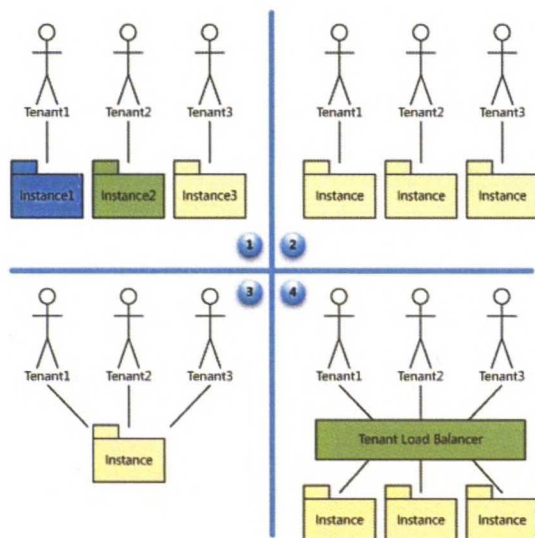 Tenant1 Tenant2 Tenant3
Instance1 Instance2 Instance3
1
Tenant1 Tenant2 Tenant3
Instance Instance Instance
2
3
Tenant1 Tenant2 Tenant3
Instance
4
Tenant1 Tenant2 Tenant3
Tenant Load Balancer
Instance Instance Instance